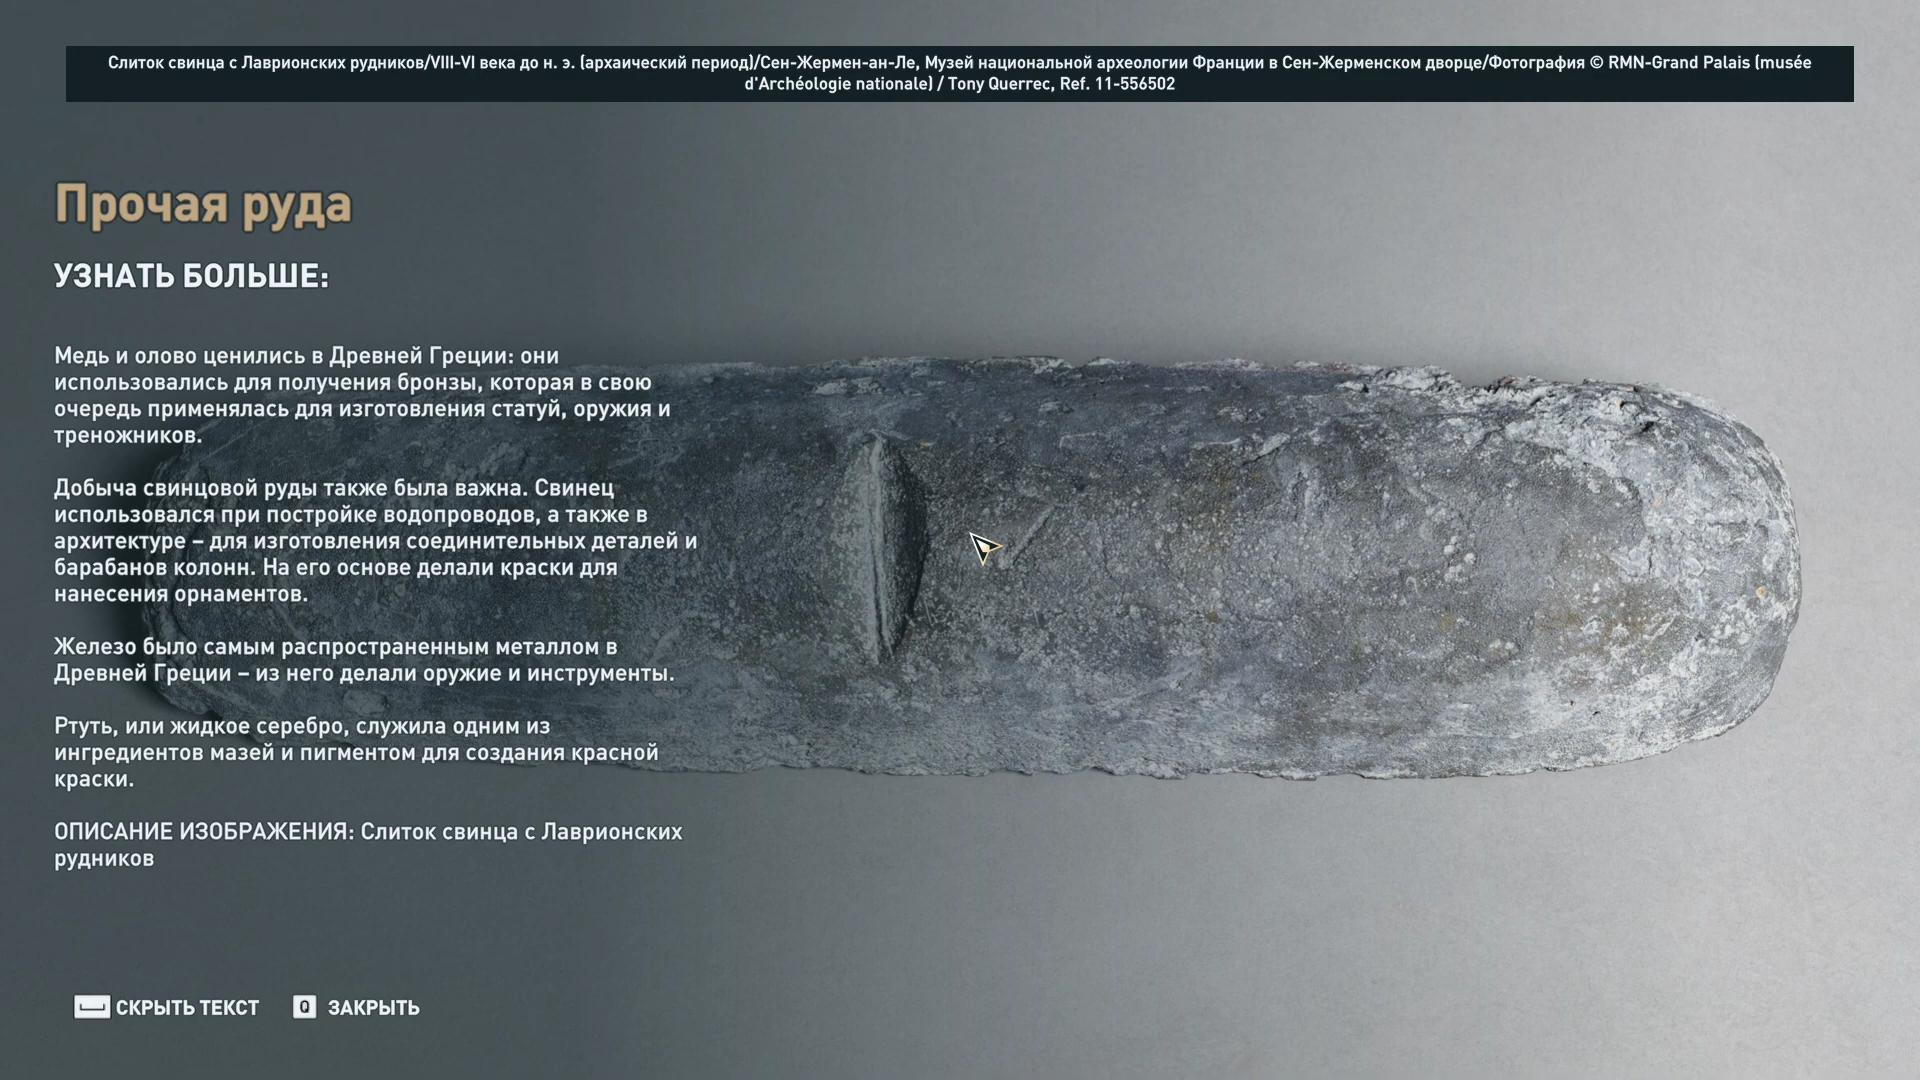 Слиток свинца с Лаврионских рудников/VIII-VI века до н. э. (архаический период)/Сен-Жермен-ан-Ле, Музей национальной археологии Франции в Сен-Жерменском дворце/Фотография © RMN-Grand Palais (musée
d'Archéologie nationale) / Tony Querrec, Ref. 11-556502
Прочая руда
УЗНАТЬ БОЛЬШЕ:
Медь и олово ценились в Древней Греции: они
использовались для получения бронзы, которая в свою
очередь применялась для изготовления статуй, оружия и
треножников.
Добыча свинцовой руды также была важна. Свинец
использовался при постройке водопроводов, а также в
архитектуре – для изготовления соединительных деталей и
барабанов колонн. На его основе делали краски для
нанесения орнаментов.
Железо было самым распространенным металлом в
Древней Греции – из него делали оружие и инструменты.
Ртуть, или жидкое серебро, служила одним из
ингредиентов мазей и пигментом для создания красной
краски.
ОПИСАНИЕ ИЗОБРАЖЕНИЯ: Слиток свинца с Лаврионских
рудников
СКРЫТЬ ТЕКСТ Q ЗАКРЫТЬ